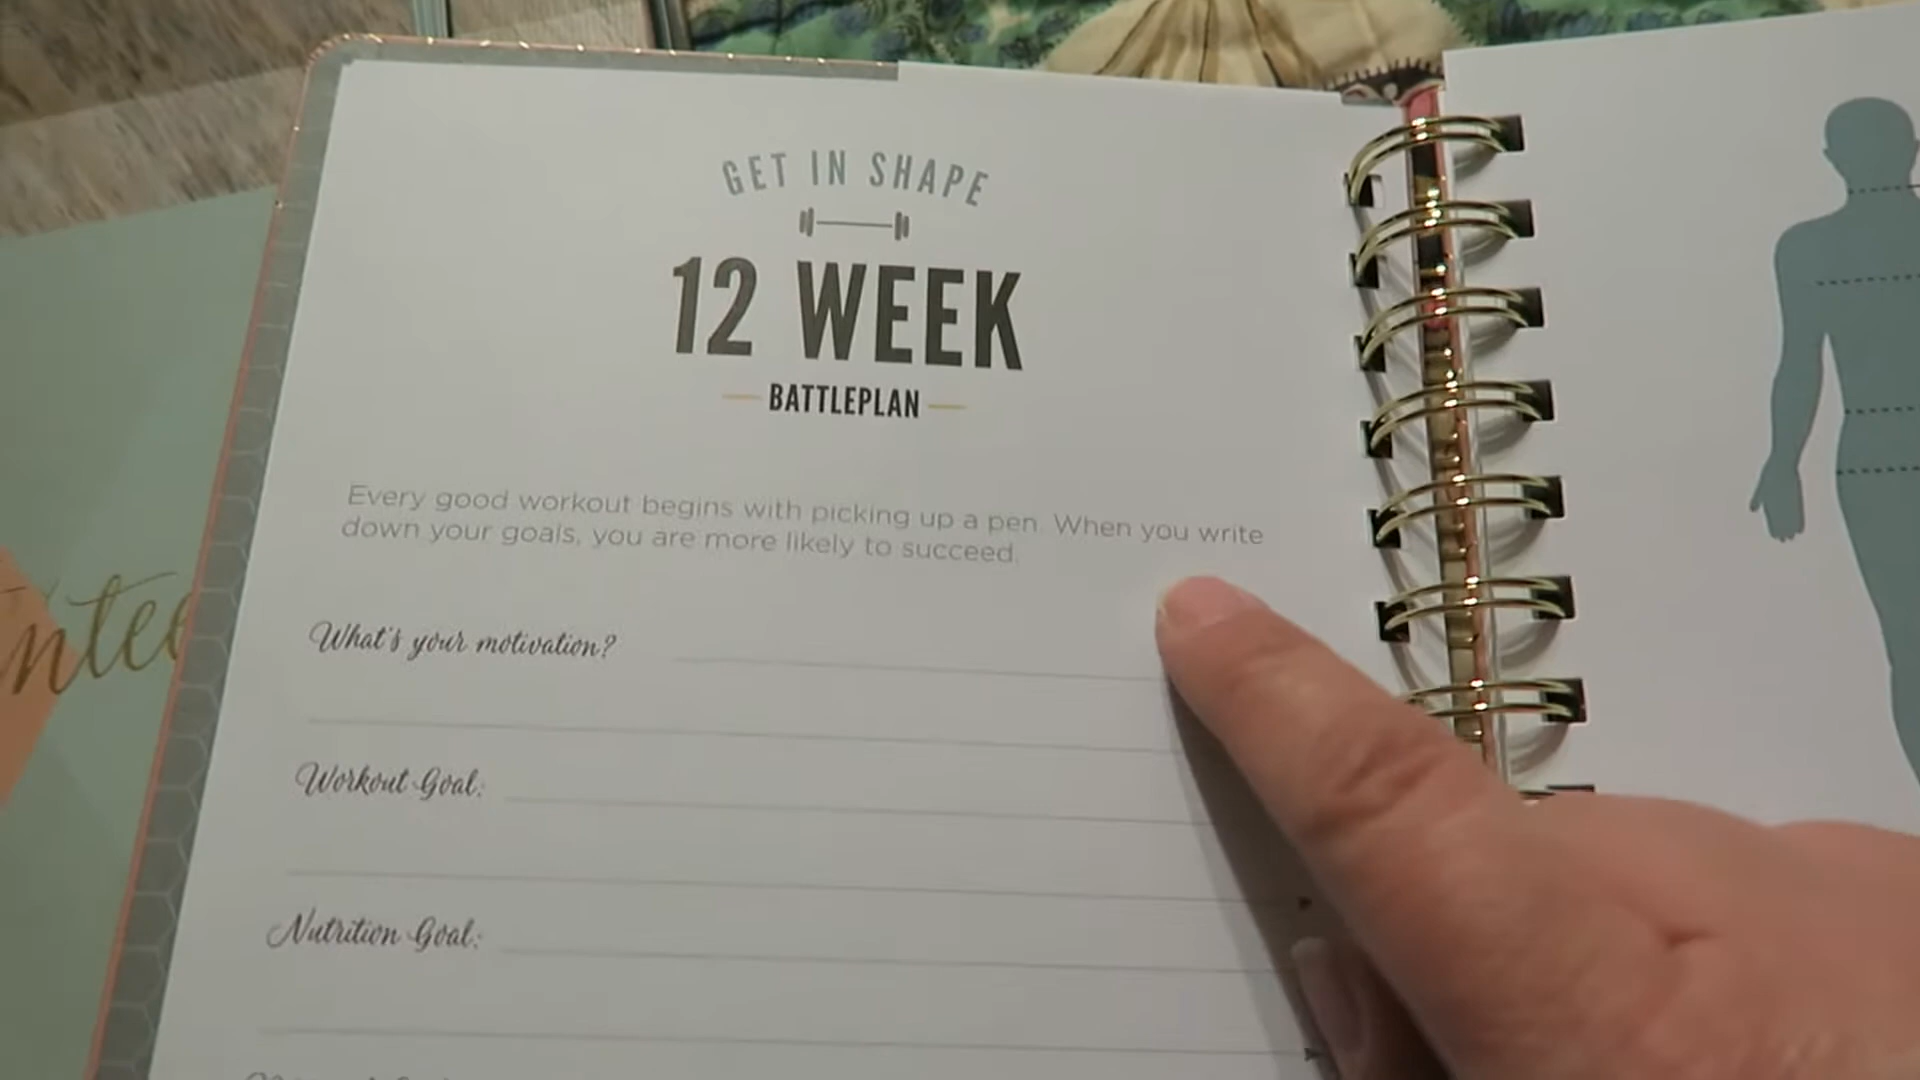 GET IN SHAPE
12 WEEK
BATTLEPLAN
Every good workout begins with picking up a pen. When you write
down your goals, you are more likely to succeed.
What's your motivation?
Workout Goal:
Nutrition Goal: